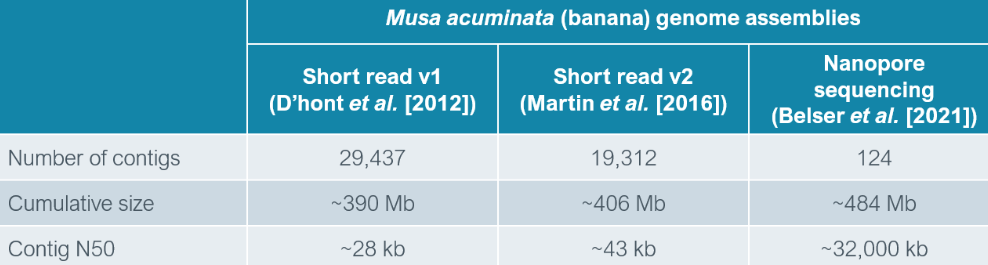 Musa acuminata (banana) genome assemblies
Short read v1
(D’hont et al. [2012])
Short read v2
(Martin et al. [2016])
Nanopore
sequencing
(Belser et al. [2021])
Number of contigs 29,437 19,312 124
Cumulative size ~390 Mb ~406 Mb ~484 Mb
Contig N50 ~28 kb ~43 kb ~32,000 kb